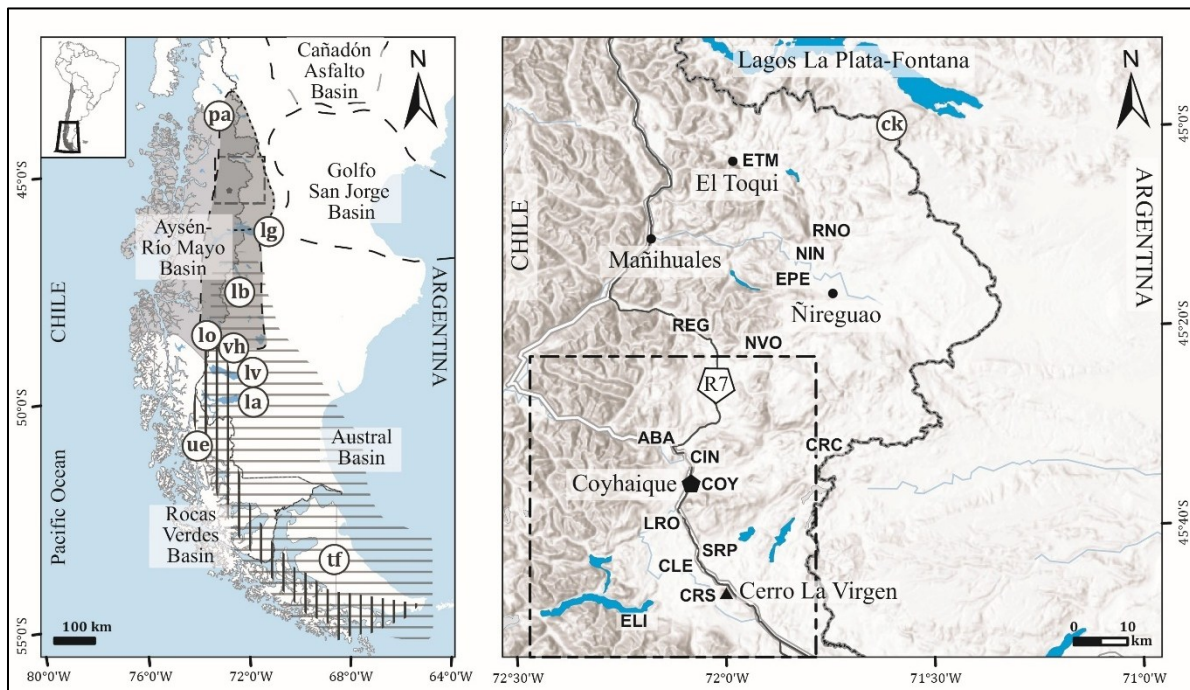 Cañadón
Asfalto
Basin
N
pa
Golfo
San Jorge
Basin
45°0'S
Aysén-
Río Mayo
Basin
lg
CHILE
ARGENTINA
lb
lo
vh
lv
la
50°0'S
ue
Austral
Basin
Pacific Ocean
Rocas
Verdes
Basin
tf
100 km
55°0'S
80°0'W
76°0'W
72°0'W
68°0'W
64°0'W
Lagos La Plata-Fontana
N
ck
45°0'S
ETM
El Toqui
CHILE
ARGENTINA
RNO
Mañihuales
NIN
EPE
Ñireguao
45°20'S
REG
NVO
R7
ABA
CIN
CRC
Coyhaique
COY
45°40'S
LRO
SRP
CLE
CRS
Cerro La Virgen
ELI
0
10
km
72°30'W
72°0'W
71°30'W
71°0'W